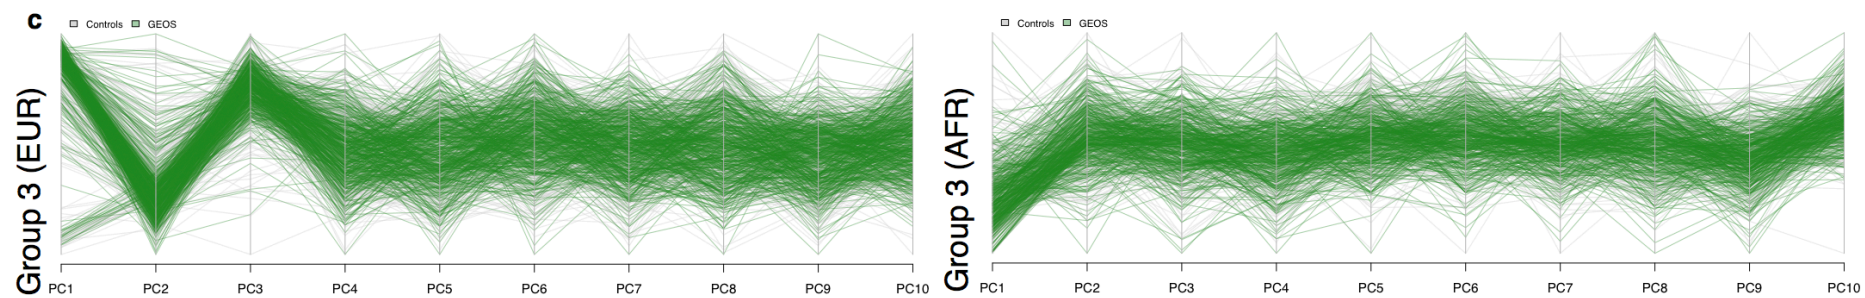 c
Controls GEOS
Group 3 (EUR)
PC1 PC2 PC3 PC4 PC5 PC6 PC7 PC8 PC9 PC10
Controls GEOS
Group 3 (AFR)
PC1 PC2 PC3 PC4 PC5 PC6 PC7 PC8 PC9 PC10